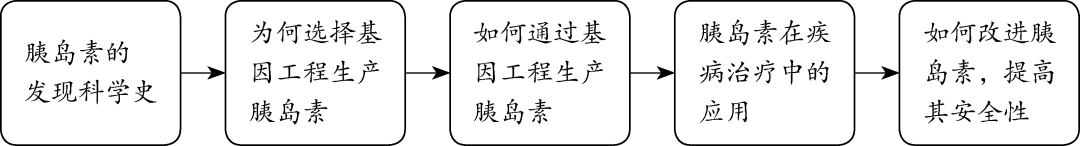 胰岛素的
发现科学史
为何选择基
因工程生产
胰岛素
如何通过基
因工程生产
胰岛素
胰岛素在疾
病治疗中的
应用
如何改进胰
岛素，提高
其安全性